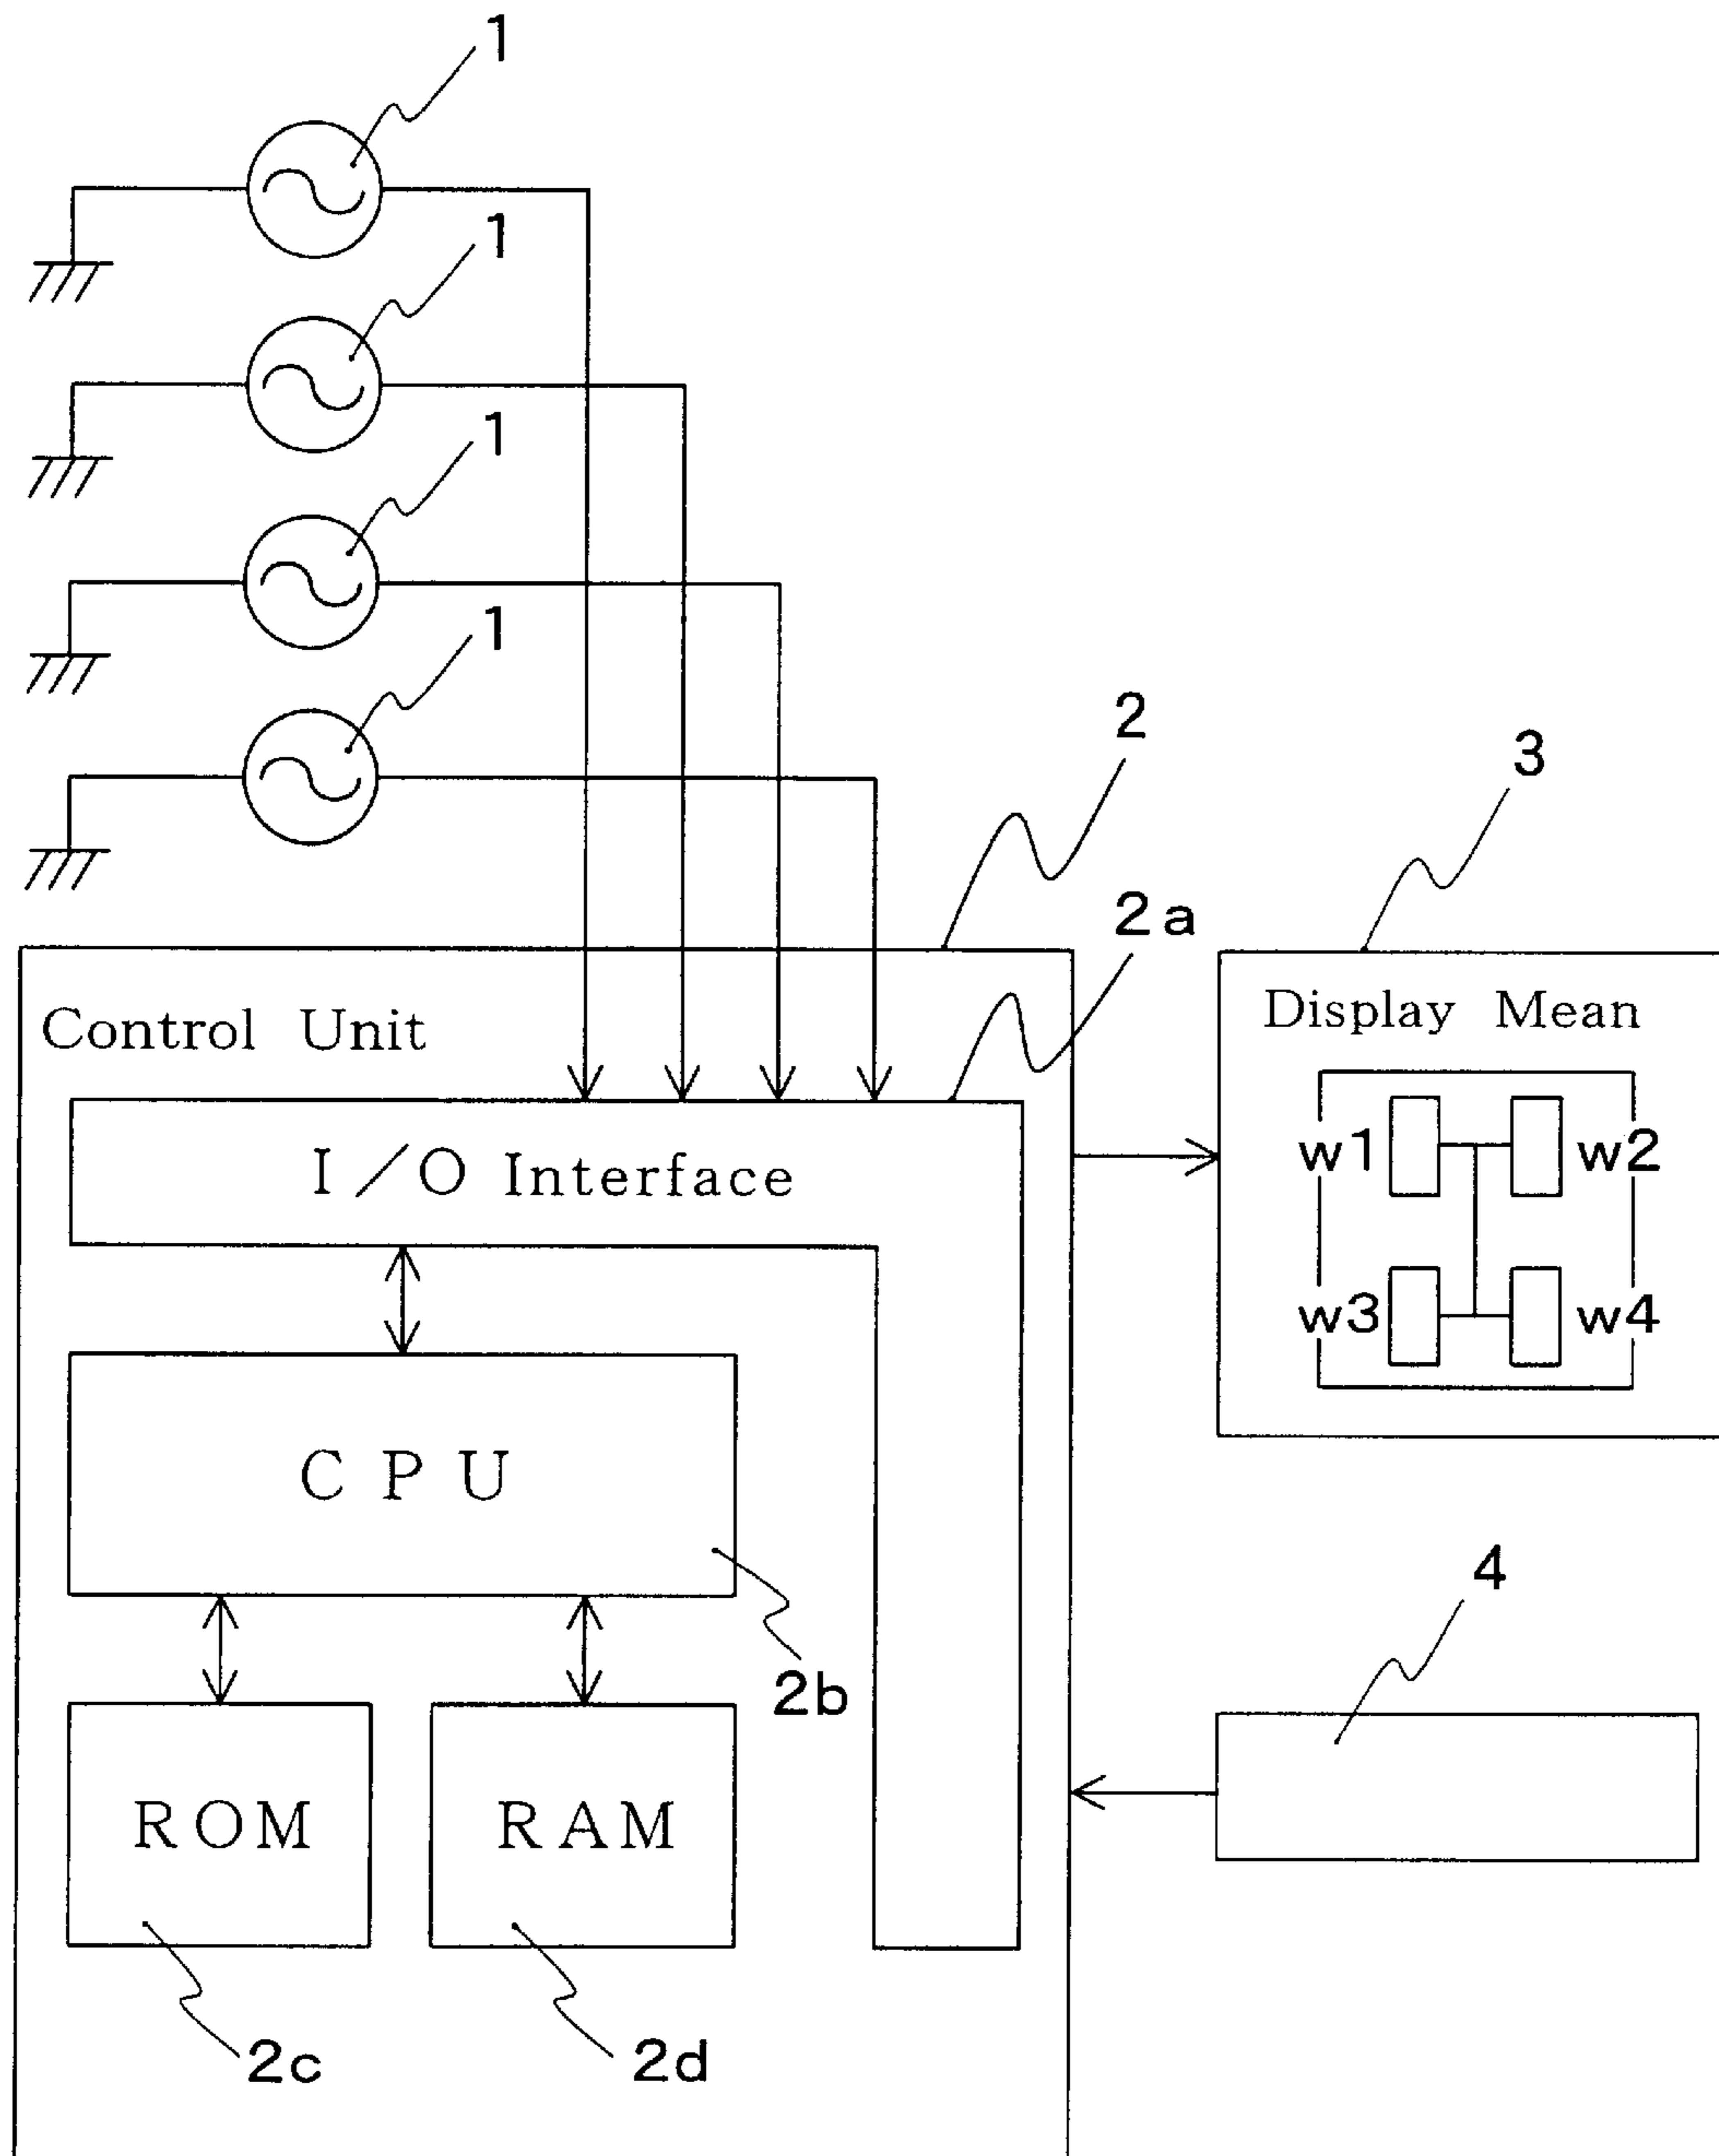 1
1
1
1
2
3
2a
Control Unit
Display Mean
I/O Interface
w1
w2
w3
w4
CPU
2b
4
ROM
RAM
2c
2d